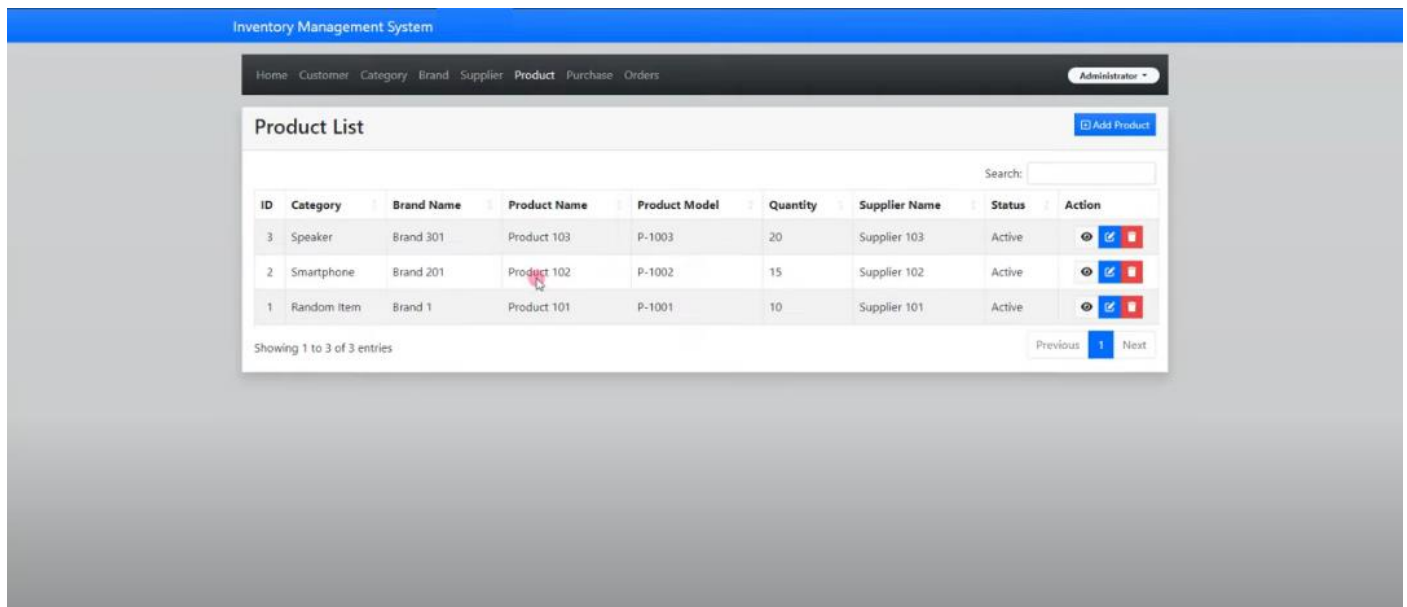 Inventory Management System
Home Customer Category Brand Supplier Product Purchase Orders Administrator
Product List Add Product
Search:
ID Category Brand Name Product Name Product Model Quantity Supplier Name Status Action
3 Speaker Brand 301 Product 103 P-1003 20 Supplier 103 Active
2 Smartphone Brand 201 Product 102 P-1002 15 Supplier 102 Active
1 Random Item Brand 1 Product 101 P-1001 10 Supplier 101 Active
Showing 1 to 3 of 3 entries Previous 1 Next